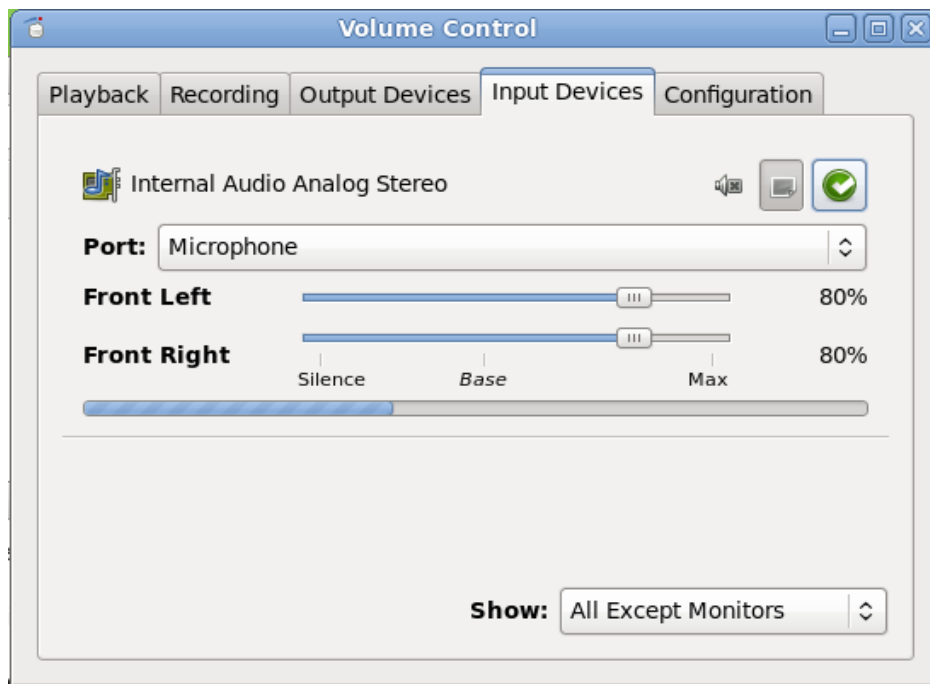 Volume Control
Playback Recording Output Devices Input Devices Configuration
Internal Audio Analog Stereo
Port: Microphone
Front Left 80%
Front Right 80%
Silence Base Max
Show: All Except Monitors